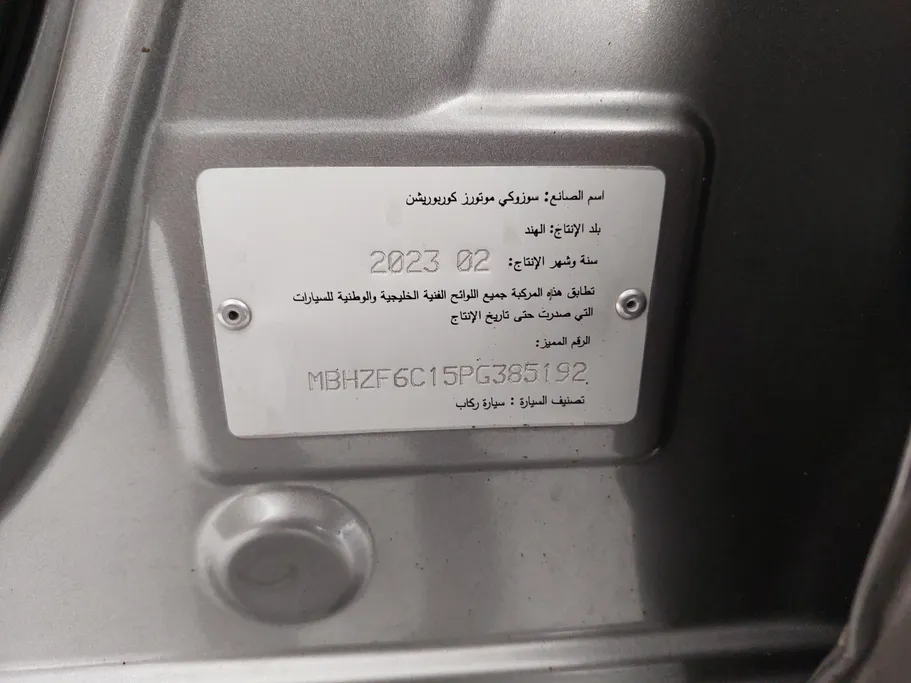 اسم الصانع: سوزوكي موتورز كوربوريشن
بلد الإنتاج: الهند
سنة وشهر الإنتاج: 2023 02
تطابق هذه المركبة جميع اللوائح الفنية الخليجية والوطنية للسيارات
التي صدرت حتى تاريخ الإنتاج
الرقم المميز:
MBHZF6C15PG385192
تصنيف السيارة : سيارة ركاب